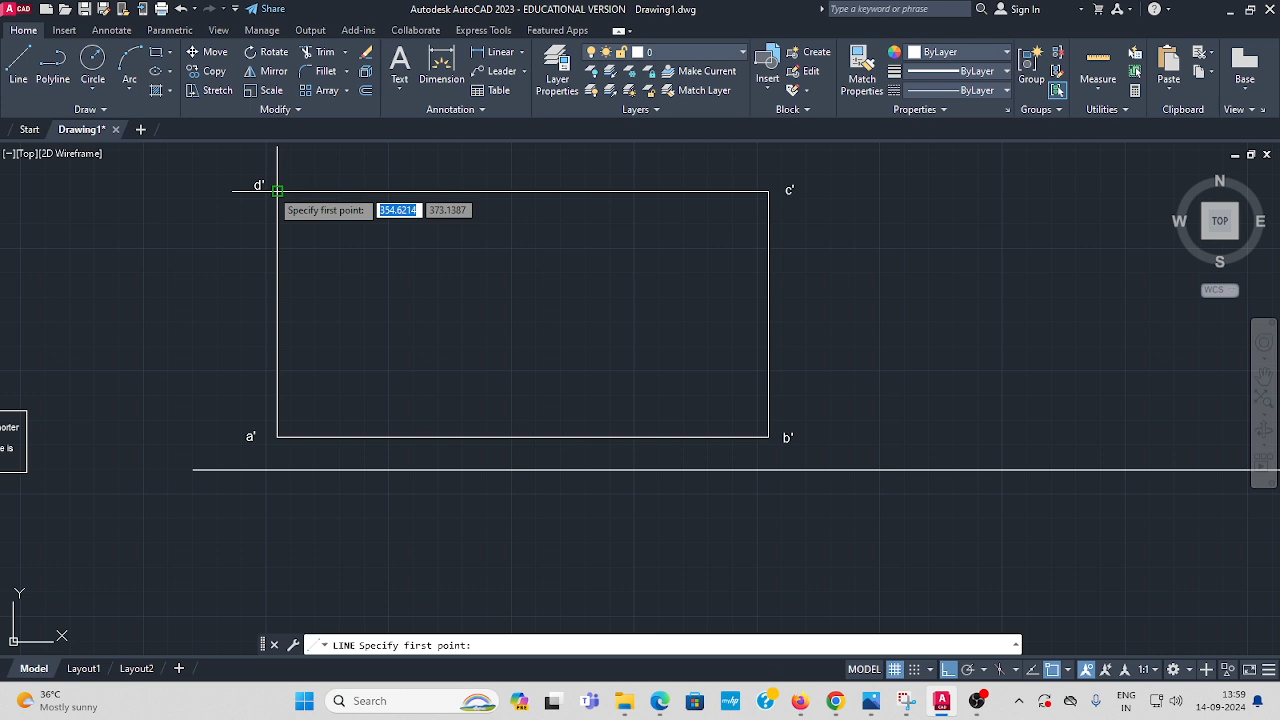 CAD
Share
Autodesk AutoCAD 2023 - EDUCATIONAL VERSION Drawing1.dwg
Type a keyword or phrase
Sign In
Home Insert Annotate Parametric View Manage Output Add-ins Collaborate Express Tools Featured Apps
Line Polyline Circle Arc
Move Rotate Trim
Copy Mirror Fillet
Stretch Scale Array
Text Dimension
Linear
Leader
Table
Layer
Properties
0
Make Current
Match Layer
Insert
Create
Edit
Match
Properties
ByLayer
ByLayer
ByLayer
Group
Measure
Paste
Base
Draw Modify Annotation Layers Block Properties Groups Utilities Clipboard View
Start Drawing1*
[−][Top][2D Wireframe]
N
W TOP E
S
WCS
d' c'
Specify first point: 354.6214 373.1387
a' b'
orter
e is
Y
X
LINE Specify first point:
Model Layout1 Layout2
MODEL 1:1
36°C
Mostly sunny
Search
ENG
IN
13:59
14-09-2024